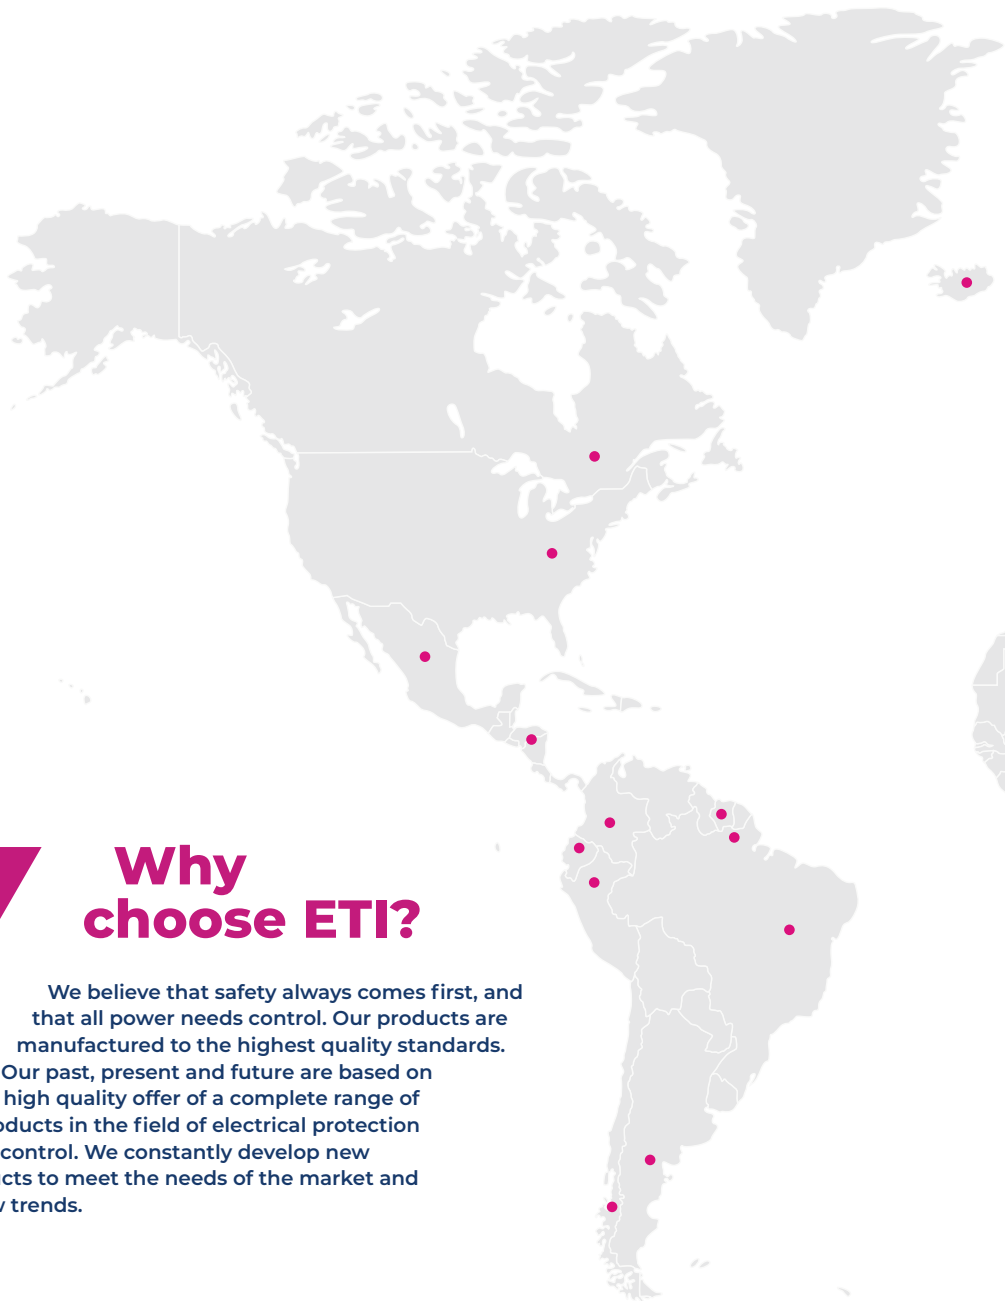 Why
choose ETI?
We believe that safety always comes first, and
that all power needs control. Our products are
manufactured to the highest quality standards.
Our past, present and future are based on
high quality offer of a complete range of
in the field of electrical protection
control. We constantly develop new
to meet the needs of the market and
trends.